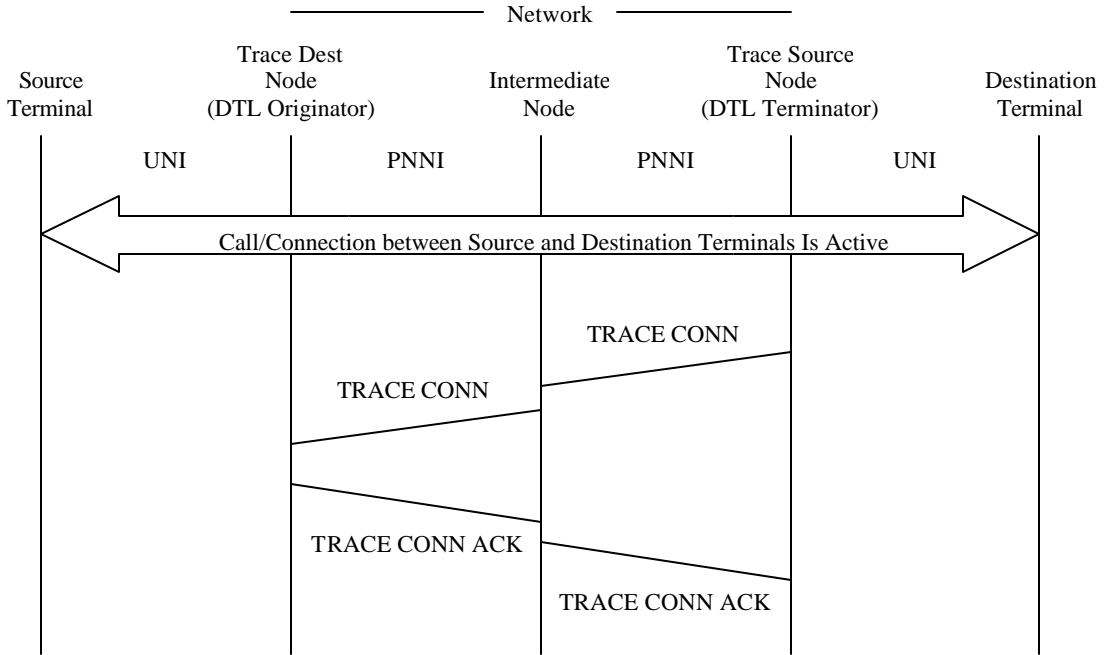 Network
Source
Terminal
Trace Dest
Node
(DTL Originator)
Intermediate
Node
Trace Source
Node
(DTL Terminator)
Destination
Terminal
UNI
PNNI
PNNI
UNI
Call/Connection between Source and Destination Terminals Is Active
TRACE CONN
TRACE CONN
TRACE CONN ACK
TRACE CONN ACK